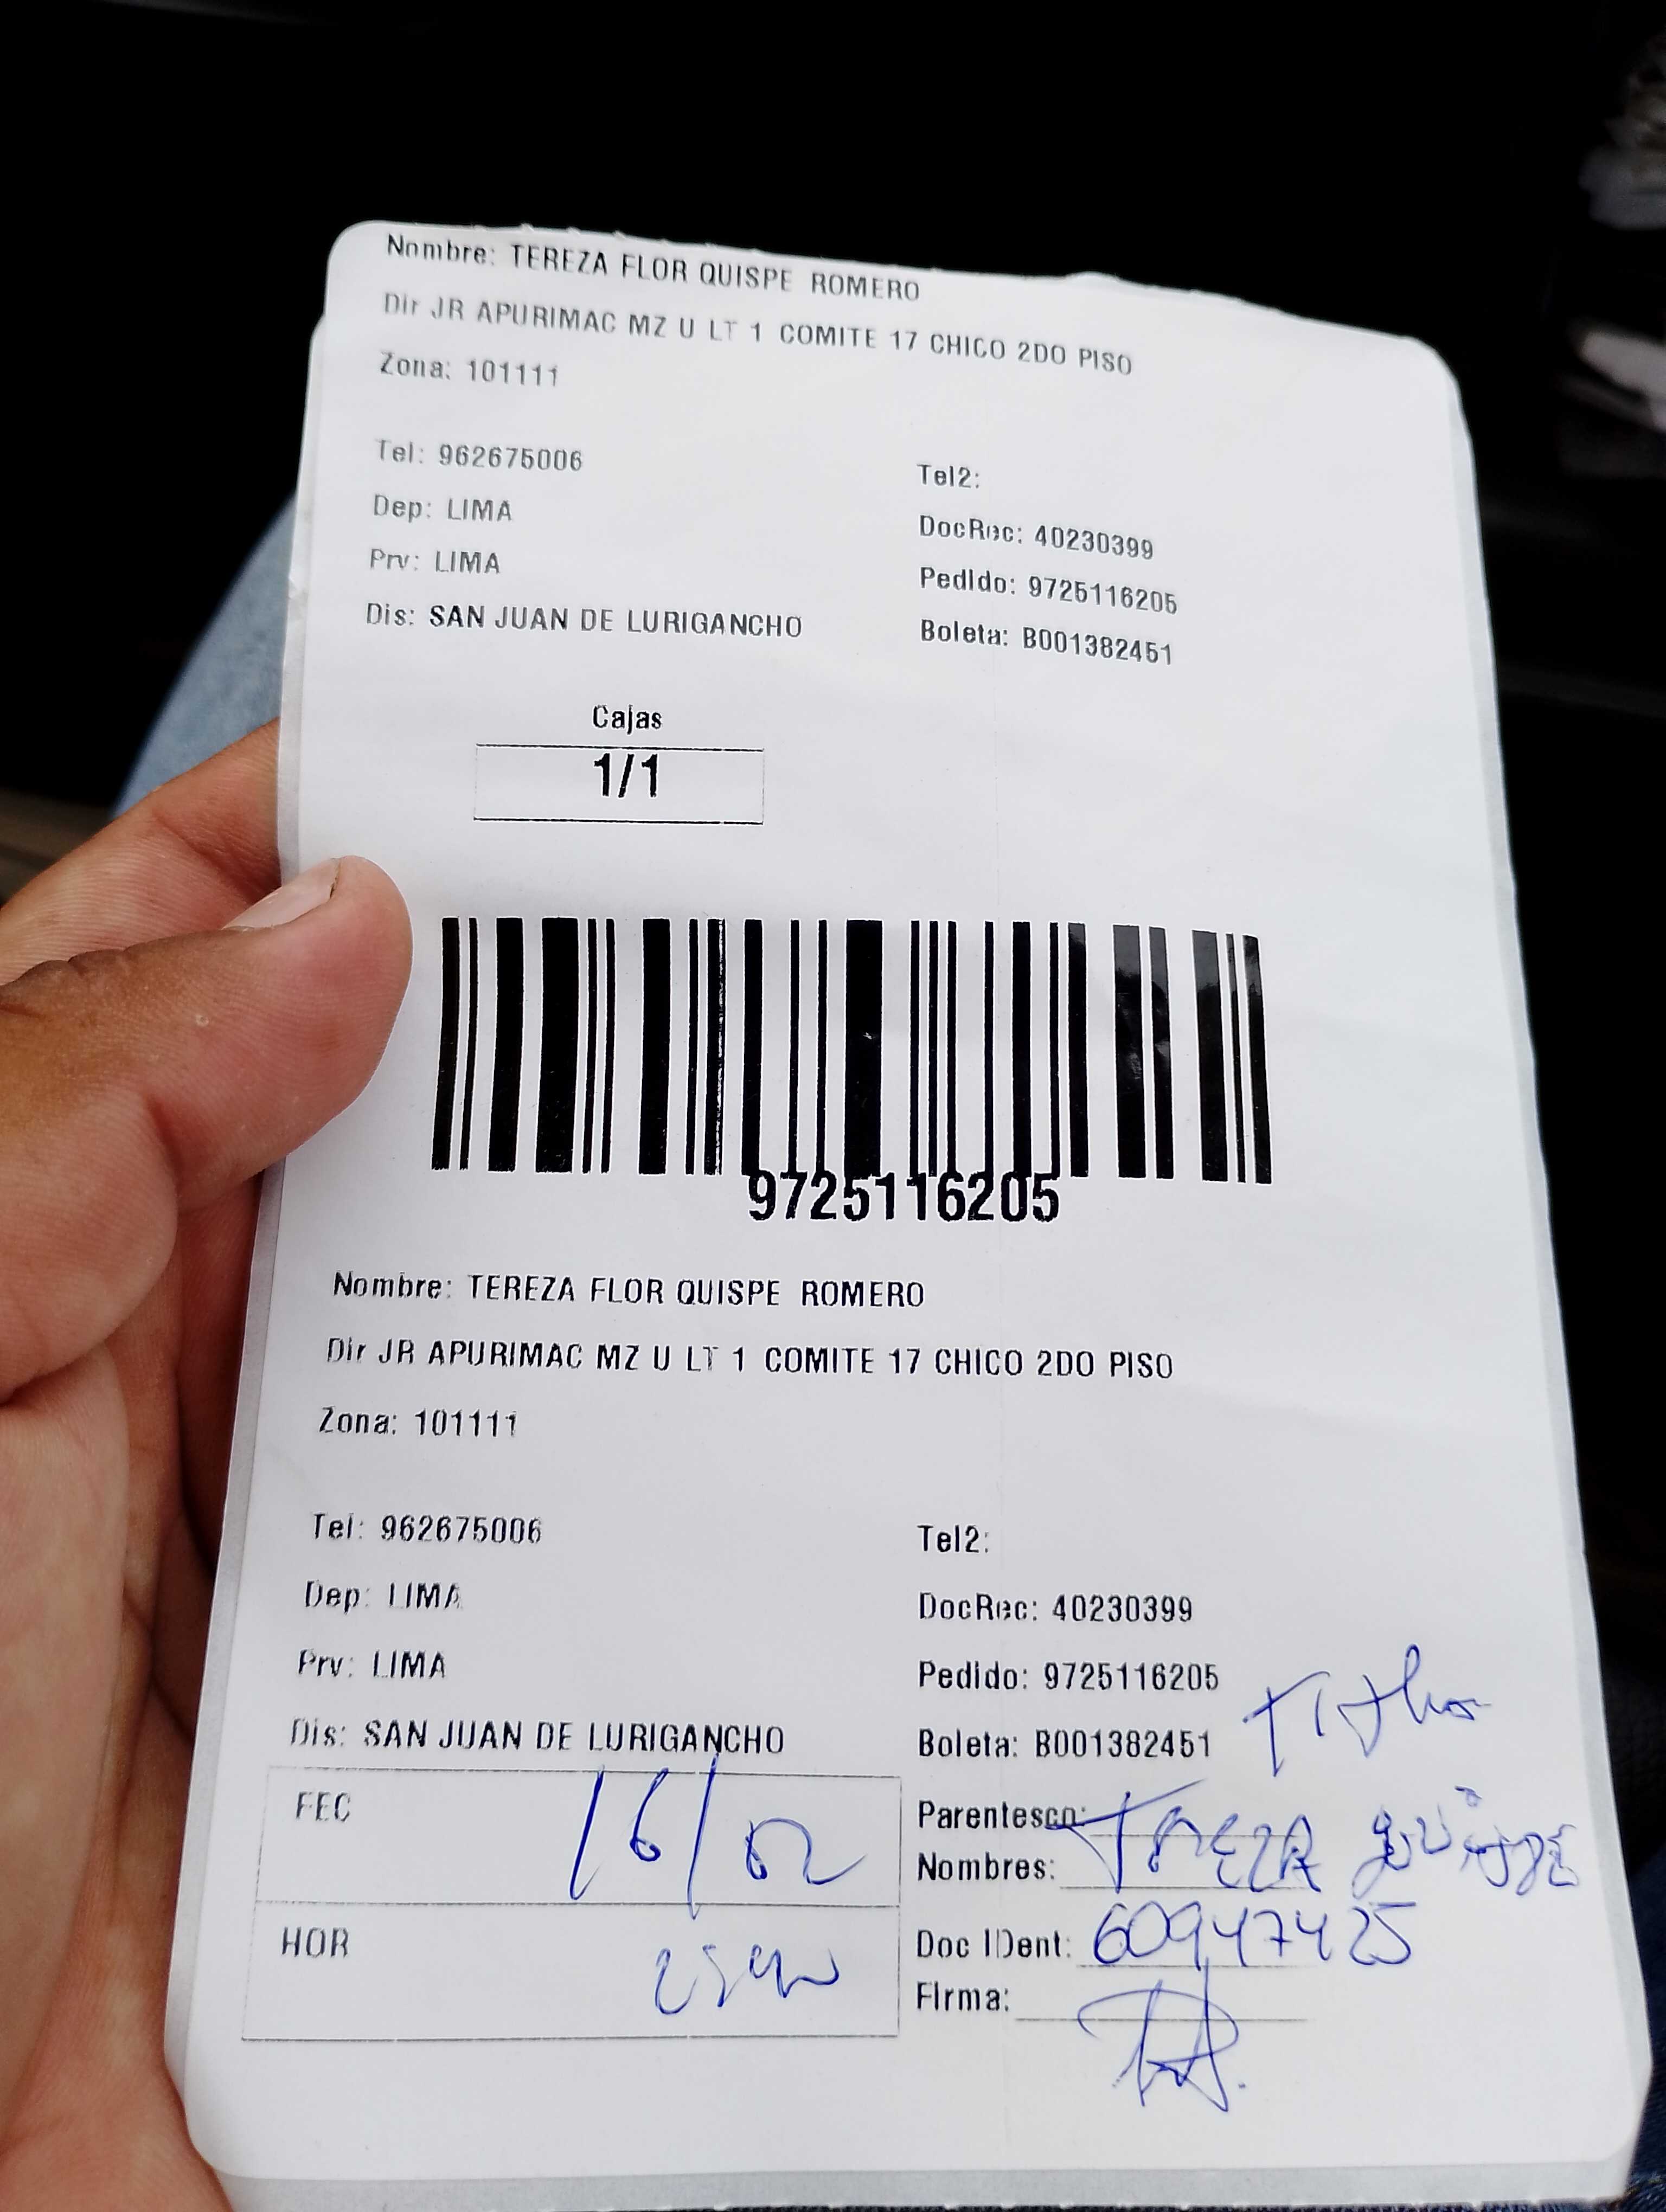 Nombre: TEREZA FLOR QUISPE ROMERO
Dir JR APURIMAC MZ U LT 1 COMITE 17 CHICO 2DO PISO
Zona: 101111
Tel: 962675006
Tel2:
Dep: LIMA
DocRec: 40230399
Prv: LIMA
Pedido: 9725116205
Dis: SAN JUAN DE LURIGANCHO
Boleta: B001382451
Cajas
1/1
9725116205
Nombre: TEREZA FLOR QUISPE ROMERO
Dir JR APURIMAC MZ U LT 1 COMITE 17 CHICO 2DO PISO
Zona: 101111
Tel: 962675006
Tel2:
Dep: LIMA
DocRec: 40230399
Prv: LIMA
Pedido: 9725116205
Dis: SAN JUAN DE LURIGANCHO
Boleta: B001382451
FEC 16/02
Parentesco:
Nombres: TEREZA QUISPE
HOR
Doc IDent: 60947425
Firma: